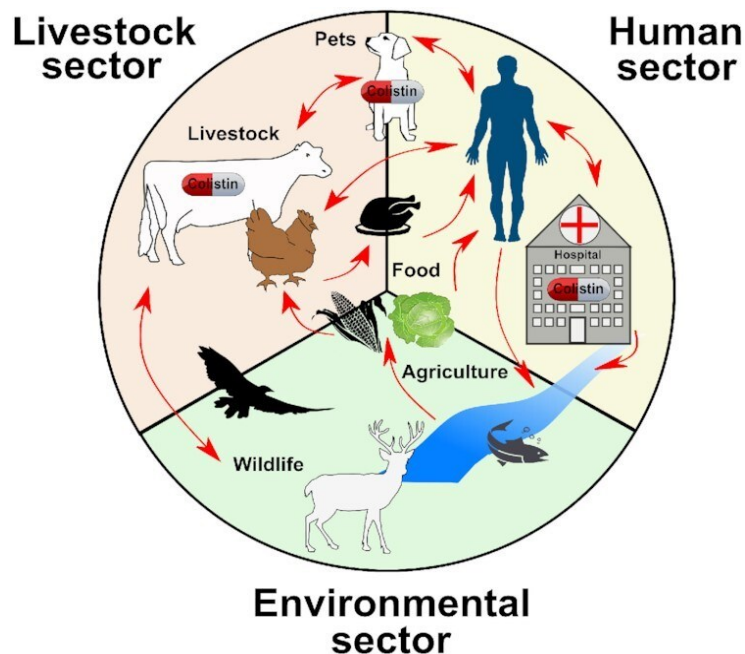 Livestock
sector
Human
sector
Pets
Colistin
Livestock
Colistin
Hospital
Colistin
Food
Agriculture
Wildlife
Environmental
sector